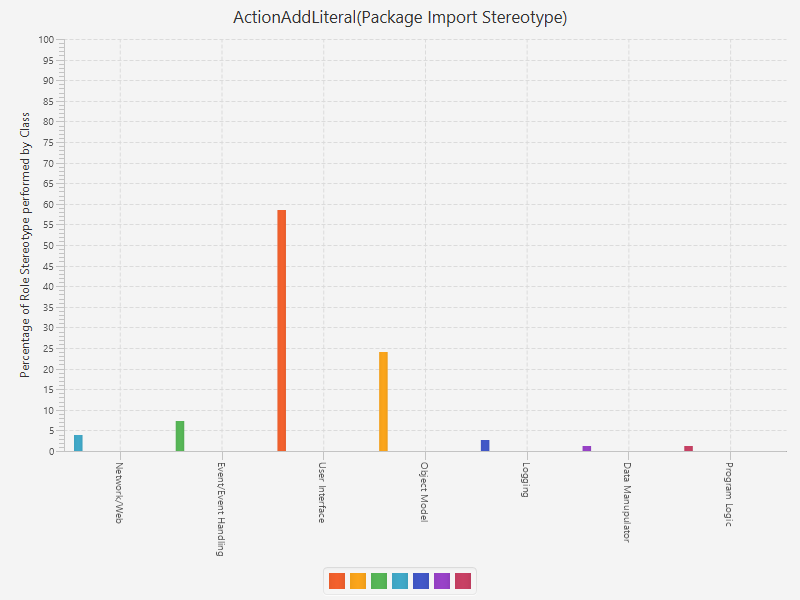 ActionAddLiteral(Package Import Stereotype)
Percentage of Role Stereotype performed by Class
100
95
90
85
80
75
70
65
60
55
50
45
40
35
30
25
20
15
10
5
0
Network/Web
Event/Event Handling
User Interface
Object Model
Logging
Data Manupulator
Program Logic